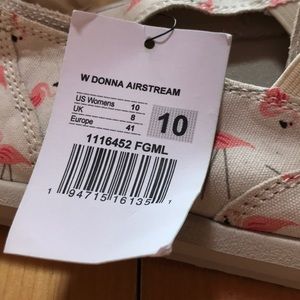 W DONNA AIRSTREAM
US Womens 10
UK 8
Europe 41
10
1116452 FGML
1 94715 16135 1